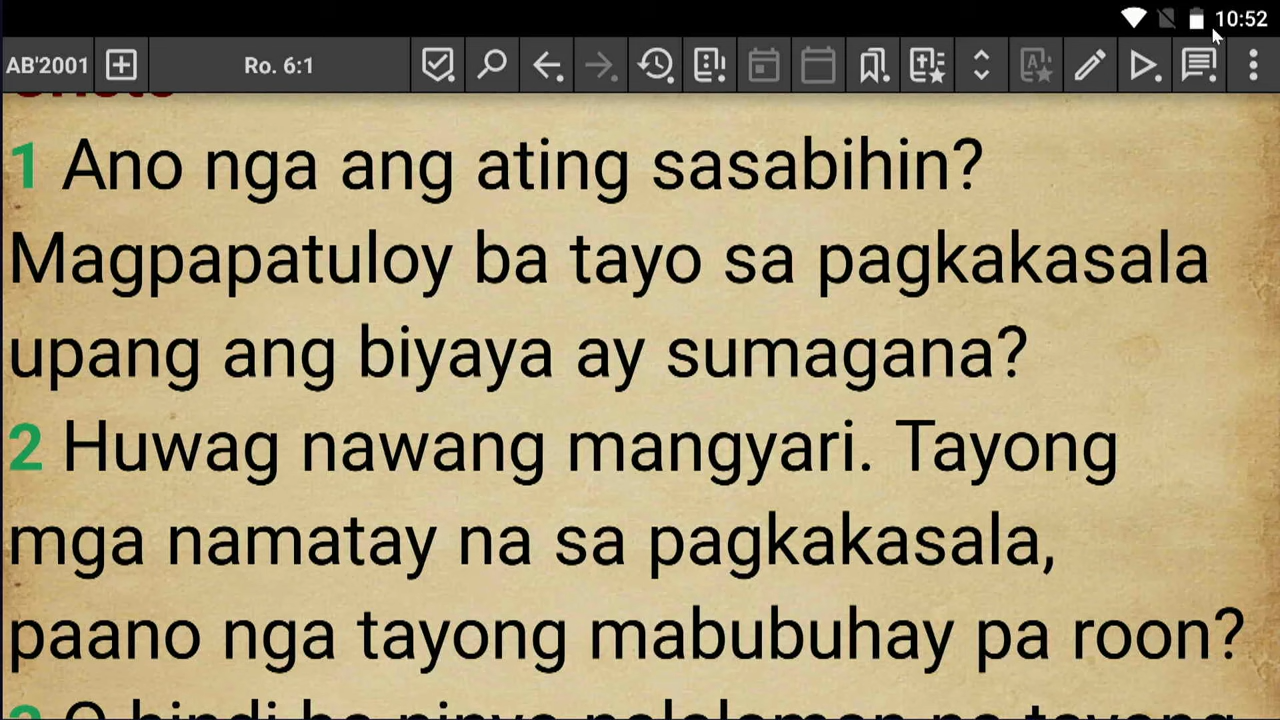 10:52
AB'2001 Ro. 6:1
1 Ano nga ang ating sasabihin?
Magpapatuloy ba tayo sa pagkakasala
upang ang biyaya ay sumagana?
2 Huwag nawang mangyari. Tayong
mga namatay na sa pagkakasala,
paano nga tayong mabubuhay pa roon?